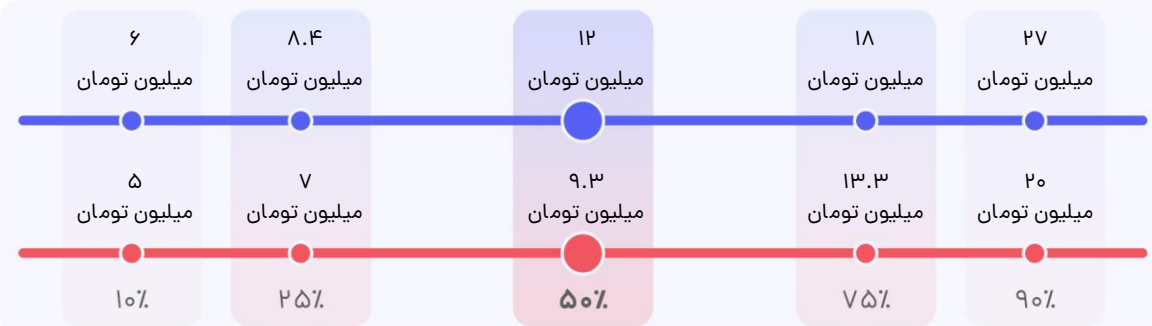 ۶ ۸.۴ ۱۲ ۱۸ ۲۷
میلیون تومان میلیون تومان میلیون تومان میلیون تومان میلیون تومان
۵ ۷ ۹.۳ ۱۳.۳ ۲۰
میلیون تومان میلیون تومان میلیون تومان میلیون تومان میلیون تومان
۱۰٪ ۲۵٪ ۵۰٪ ۷۵٪ ۹۰٪